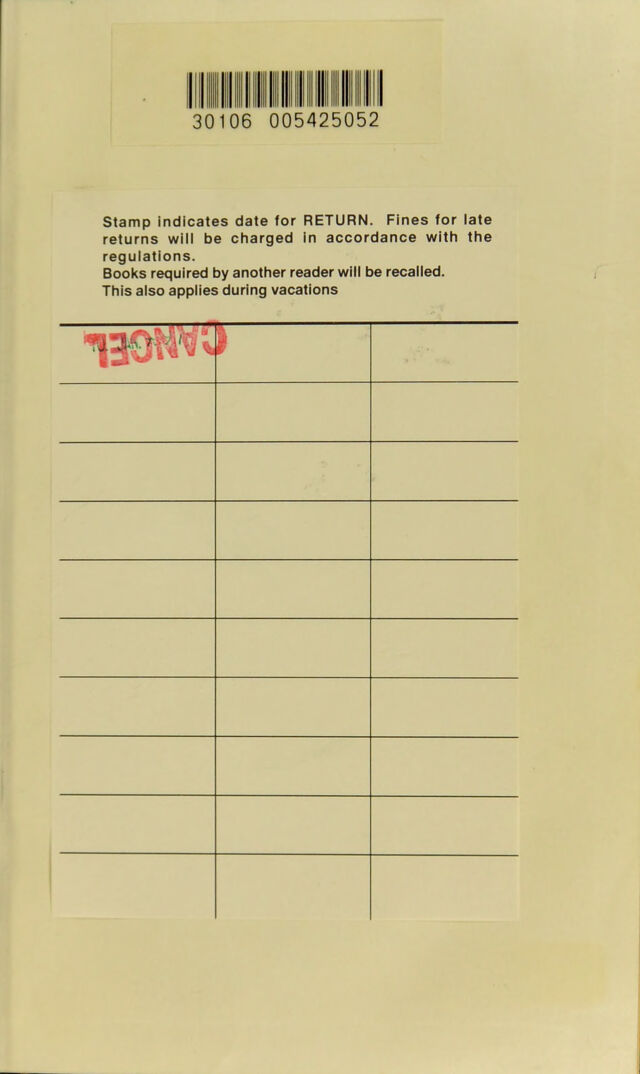 30106 005425052
Stamp indicates date for RETURN. Fines for late
returns will be charged in accordance with the
regulations.
Books required by another reader will be recalled.
This also applies during vacations
CANCEL